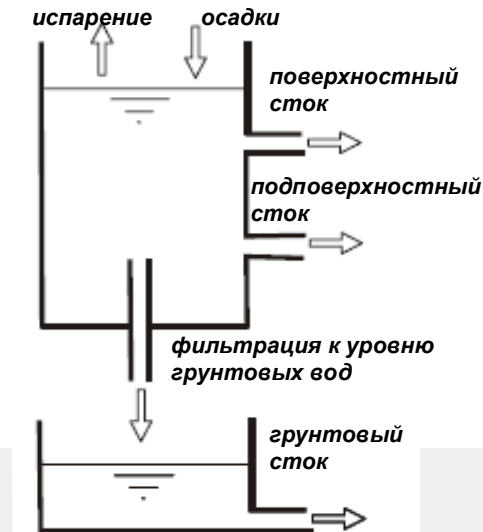 испарение осадки
поверхностный
сток
подповерхностный
сток
фильтрация к уровню
грунтовых вод
грунтовый
сток